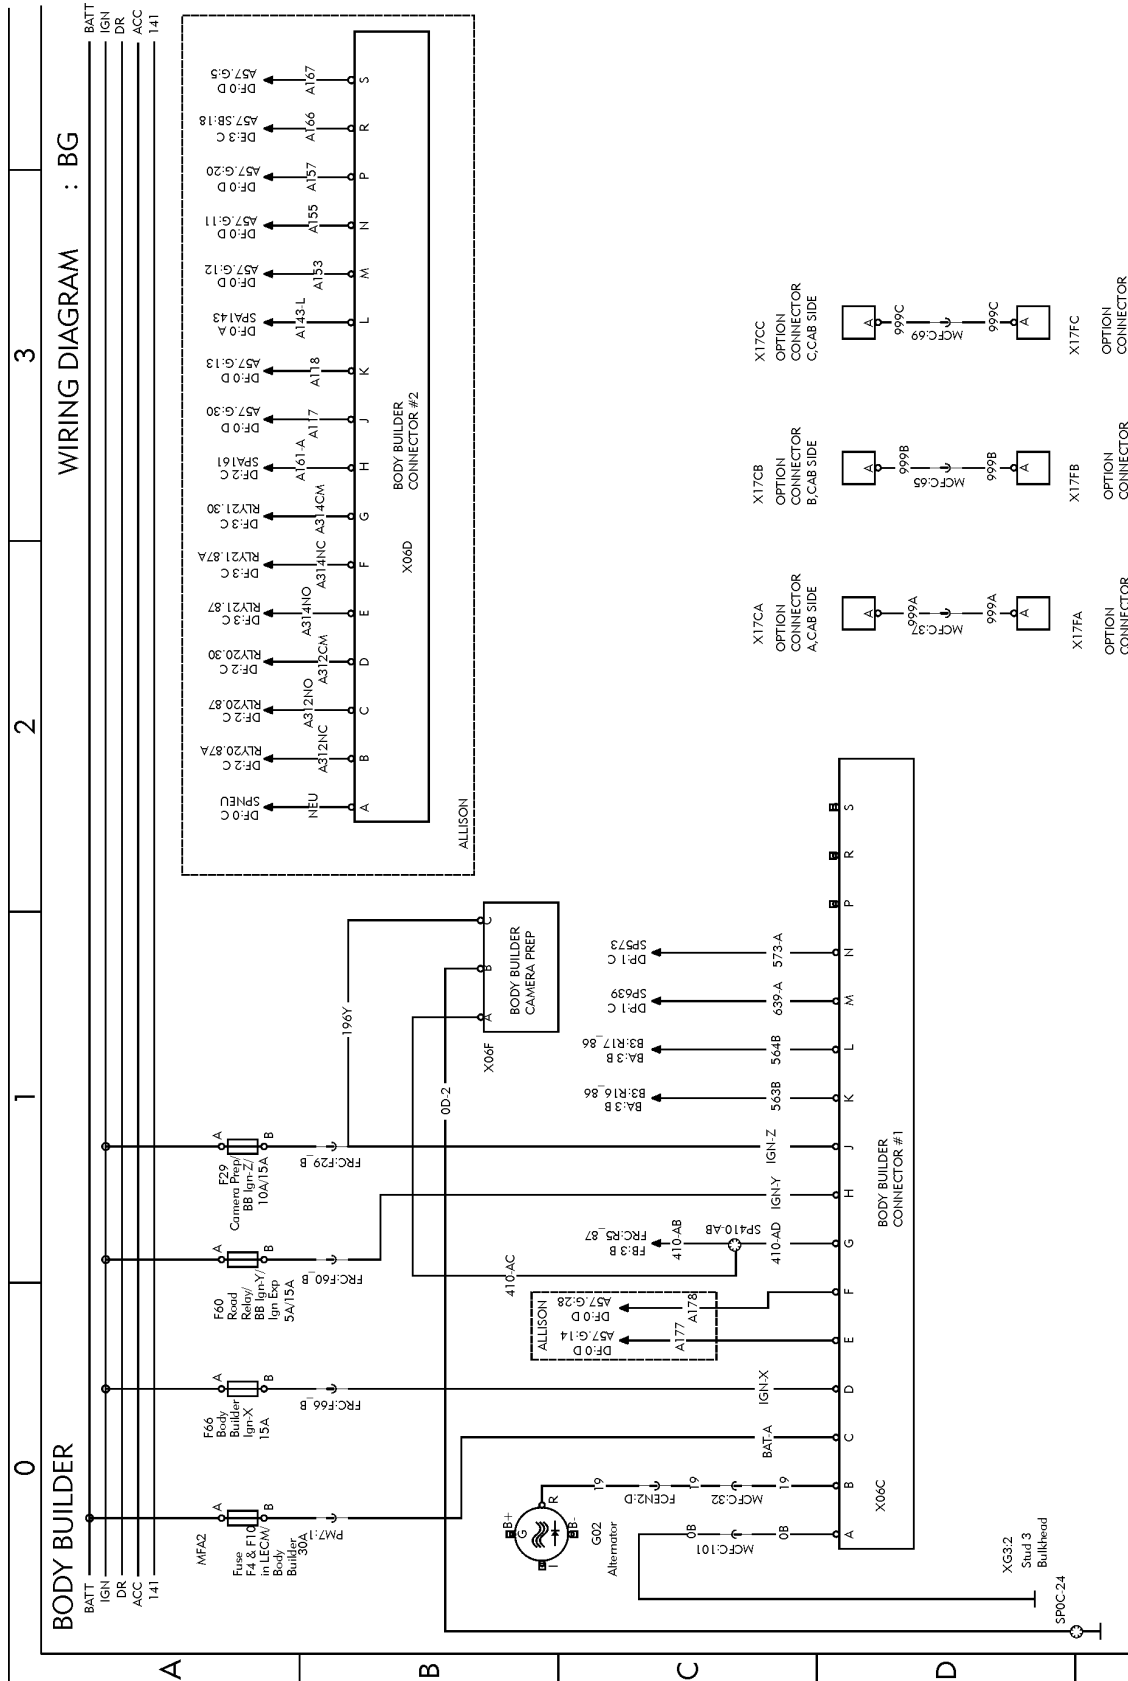 0
1
2
3
BODY BUILDER
WIRING DIAGRAM : BG
BATT
IGN
DR
ACC
141
BATT
IGN
DR
ACC
141
A
B
C
D
MFA2
A
B
Fuse
F4 & F10
in LECM/
Body
Builder
30A
PM7:1
F66
Body
Builder
Ign-X
15A
A
B
FRC:F66_B
F60
Road
Relay/
BB Ign-Y/
Ign Exp
5A/15A
A
B
FRC:F60_B
F29
Camera Prep/
BB Ign-Z/
10A/15A
A
B
FRC:F29_B
196Y
0D-2
410-AC
A
B
C
X06F
BODY BUILDER
CAMERA PREP
DF:0 C
SPNEU
DF:2 C
RLY20.87A
DF:2 C
RLY20.87
DF:2 C
RLY20.30
DF:3 C
RLY21.87
DF:3 C
RLY21.87A
DF:3 C
RLY21.30
DF:2 C
SPA161
DF:0 D
A57.G:30
DF:0 D
A57.G:13
DF:0 A
SPA143
DF:0 D
A57.G:12
DF:0 D
A57.G:11
DF:0 D
A57.G:20
DE:3 C
A57.SB:18
DF:0 D
A57.G:5
NEU
A312NC
A312NO
A312CM
A314NO
A314NC
A314CM
A161-A
A117
A118
A143-L
A153
A155
A157
A166
A167
A
B
C
D
E
F
G
H
J
K
L
M
N
P
R
S
X06D
BODY BUILDER
CONNECTOR #2
ALLISON
B+
G
I
B-
R
G02
Alternator
ALLISON
DF:0 D
A57.G:14
DF:0 D
A57.G:28
A177
A178
FB:3 B
FRC:R5_87
410-AB
SP410-AB
410-AD
BA:3 B
B3:R16_86
BA:3 B
B3:R17_86
DP:1 C
SP639
DP:1 C
SP573
0B
MCFC:101
0B
19
FCEN2:D
19
MCFC:32
19
BAT-A
IGN-X
IGN-Y
IGN-Z
563B
564B
639-A
573-A
A
B
C
D
E
F
G
H
J
K
L
M
N
P
R
S
X06C
BODY BUILDER
CONNECTOR #1
XG3:2
Stud 3
Bulkhead
SP0C-24
X17CA
OPTION
CONNECTOR
A,CAB SIDE
A
999A
MCFC:37
999A
A
X17FA
OPTION
CONNECTOR
X17CB
OPTION
CONNECTOR
B,CAB SIDE
A
999B
MCFC:65
999B
A
X17FB
OPTION
CONNECTOR
X17CC
OPTION
CONNECTOR
C,CAB SIDE
A
999C
MCFC:69
999C
A
X17FC
OPTION
CONNECTOR